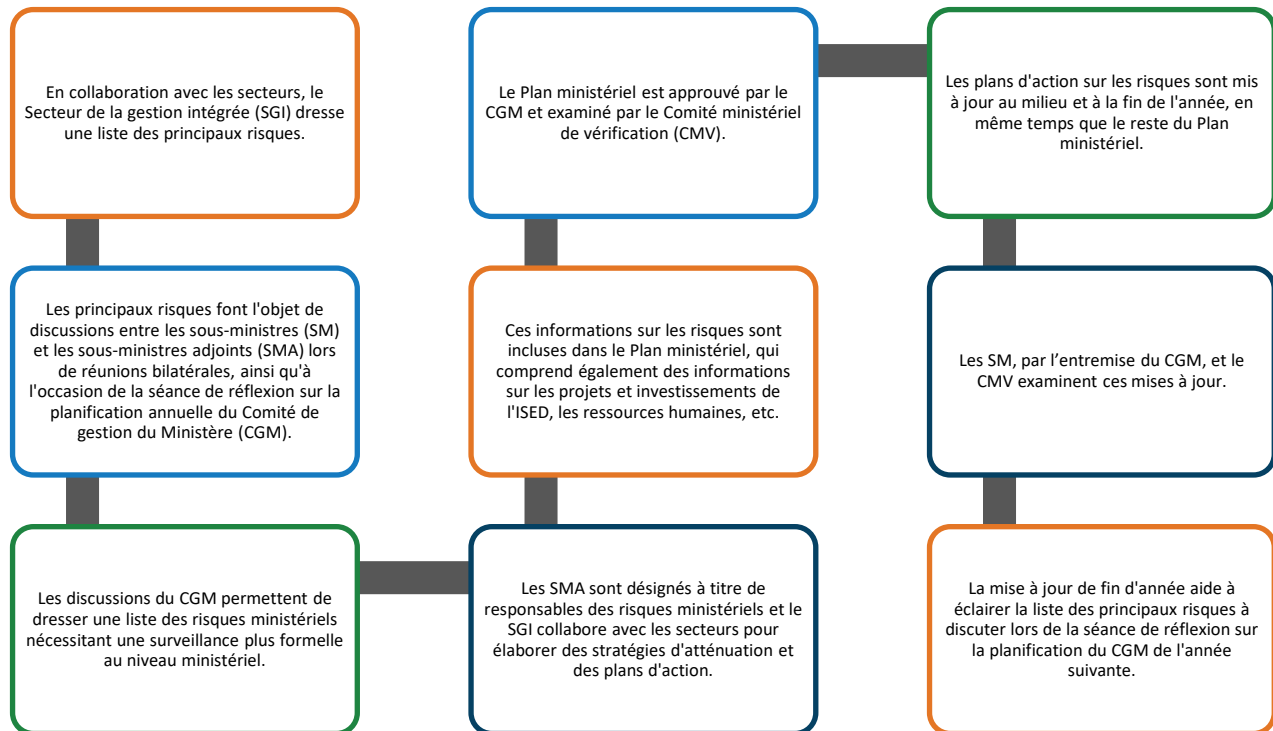 En collaboration avec les secteurs, le
Secteur de la gestion intégrée (SGI) dresse
une liste des principaux risques.
Les principaux risques font l'objet de
discussions entre les sous-ministres (SM)
et les sous-ministres adjoints (SMA) lors
de réunions bilatérales, ainsi qu'à
l'occasion de la séance de réflexion sur la
planification annuelle du Comité de
gestion du Ministère (CGM).
Les discussions du CGM permettent de
dresser une liste des risques ministériels
nécessitant une surveillance plus formelle
au niveau ministériel.
Les SMA sont désignés à titre de
responsables des risques ministériels et le
SGI collabore avec les secteurs pour
élaborer des stratégies d'atténuation et
des plans d'action.
Ces informations sur les risques sont
incluses dans le Plan ministériel, qui
comprend également des informations
sur les projets et investissements de
l'ISED, les ressources humaines, etc.
Le Plan ministériel est approuvé par le
CGM et examiné par le Comité ministériel
de vérification (CMV).
Les plans d'action sur les risques sont mis
à jour au milieu et à la fin de l'année, en
même temps que le reste du Plan
ministériel.
Les SM, par l’entremise du CGM, et le
CMV examinent ces mises à jour.
La mise à jour de fin d'année aide à
éclairer la liste des principaux risques à
discuter lors de la séance de réflexion sur
la planification du CGM de l'année
suivante.